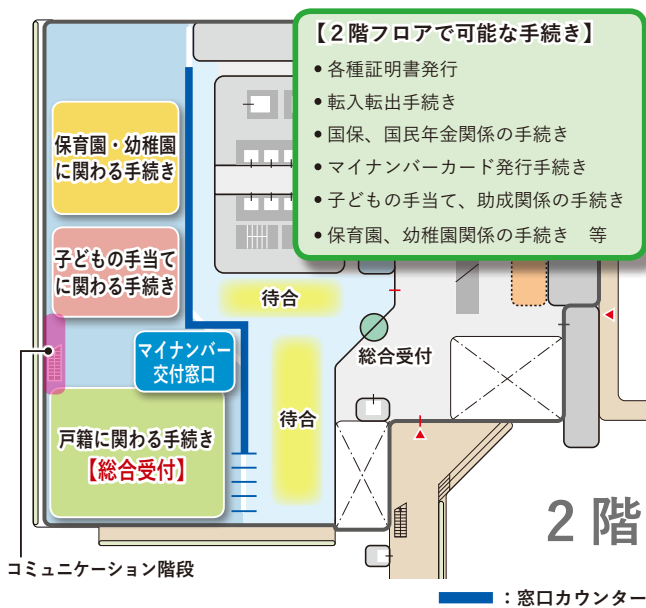 【２階フロアで可能な手続き】
• 各種証明書発行
• 転入転出手続き
• 国保、国民年金関係の手続き
• マイナンバーカード発行手続き
• 子どもの手当て、助成関係の手続き
• 保育園、幼稚園関係の手続き　等
保育園・幼稚園
に関わる手続き
子どもの手当て
に関わる手続き
待合
総合受付
マイナンバー
交付窓口
待合
戸籍に関わる手続き
【総合受付】
２階
コミュニケーション階段
：窓口カウンター